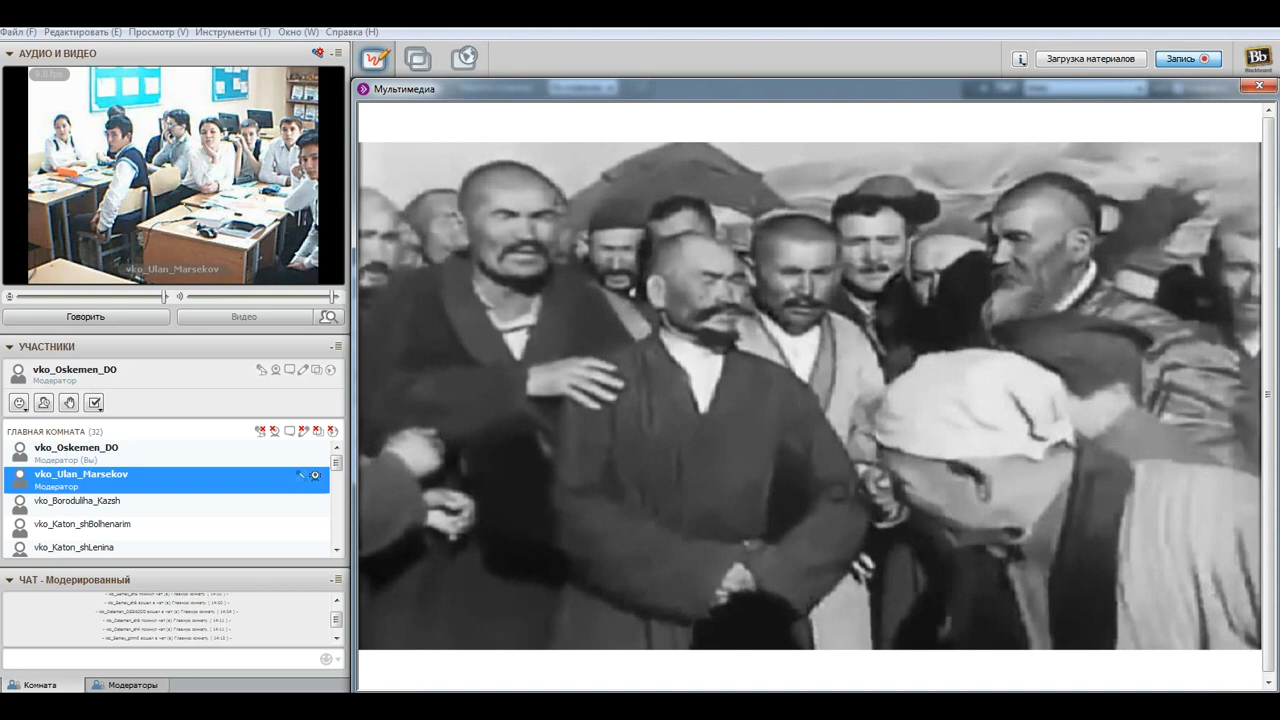 Файл (F) Редактировать (E) Просмотр (V) Инструменты (T) Окно (W) Справка (H)
АУДИО И ВИДЕО
vko_Ulan_Marsekov
Говорить
Видео
УЧАСТНИКИ
vko_Oskemen_DO
Модератор
ГЛАВНАЯ КОМНАТА (32)
vko_Oskemen_DO
Модератор (Вы)
vko_Ulan_Marsekov
Модератор
vko_Boroduliha_Kazsh
vko_Katon_shBolhenarim
vko_Katon_shLenina
ЧАТ - Модерированный
Комната
Модераторы
Загрузка материалов
Запись
Bb
Blackboard
Мультимедиа